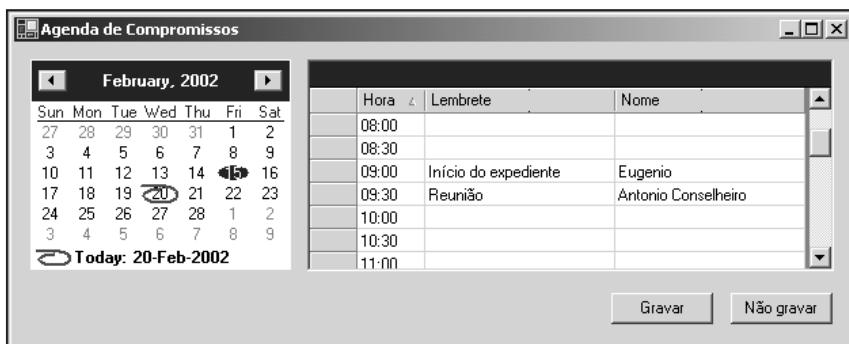 Agenda de Compromissos
February, 2002
Sun Mon Tue Wed Thu Fri Sat
27 28 29 30 31 1 2
3 4 5 6 7 8 9
10 11 12 13 14 15 16
17 18 19 20 21 22 23
24 25 26 27 28 1 2
3 4 5 6 7 8 9
Today: 20-Feb-2002
Hora Lembrete Nome
08:00
08:30
09:00 Início do expediente Eugenio
09:30 Reunião Antonio Conselheiro
10:00
10:30
11:00
Gravar Não gravar